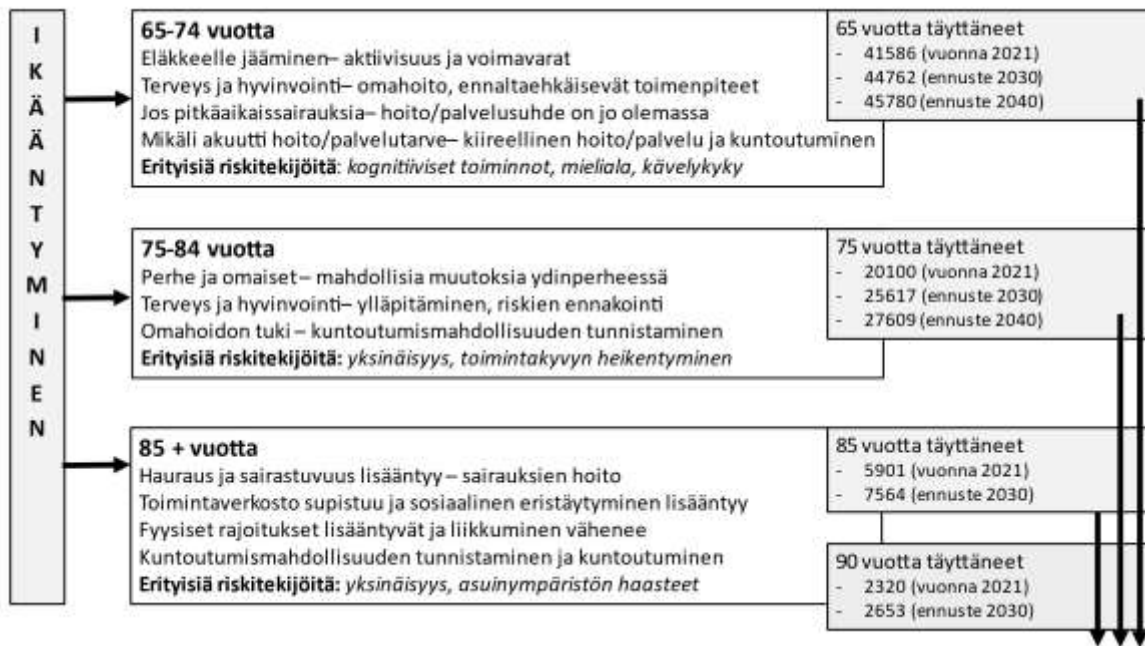 IKÄÄNTYMINEN
65-74 vuotta
Eläkkeelle jääminen– aktiivisuus ja voimavarat
Terveys ja hyvinvointi– omahoito, ennaltaehkäisevät toimenpiteet
Jos pitkäaikaissairauksia– hoito/palvelusuhde on jo olemassa
Mikäli akuutti hoito/palvelutarve– kiireellinen hoito/palvelu ja kuntoutuminen
Erityisiä riskitekijöitä: kognitiiviset toiminnot, mieliala, kävelykyky
65 vuotta täyttäneet
- 41586 (vuonna 2021)
- 44762 (ennuste 2030)
- 45780 (ennuste 2040)
75-84 vuotta
Perhe ja omaiset – mahdollisia muutoksia ydinperheessä
Terveys ja hyvinvointi– ylläpitäminen, riskien ennakointi
Omahoidon tuki – kuntoutumismahdollisuuden tunnistaminen
Erityisiä riskitekijöitä: yksinäisyys, toimintakyvyn heikentyminen
75 vuotta täyttäneet
- 20100 (vuonna 2021)
- 25617 (ennuste 2030)
- 27609 (ennuste 2040)
85 + vuotta
Hauraus ja sairastuvuus lisääntyy – sairauksien hoito
Toimintaverkosto supistuu ja sosiaalinen eristäytyminen lisääntyy
Fyysiset rajoitukset lisääntyvät ja liikkuminen vähenee
Kuntoutumismahdollisuuden tunnistaminen ja kuntoutuminen
Erityisiä riskitekijöitä: yksinäisyys, asuinympäristön haasteet
85 vuotta täyttäneet
- 5901 (vuonna 2021)
- 7564 (ennuste 2030)
90 vuotta täyttäneet
- 2320 (vuonna 2021)
- 2653 (ennuste 2030)